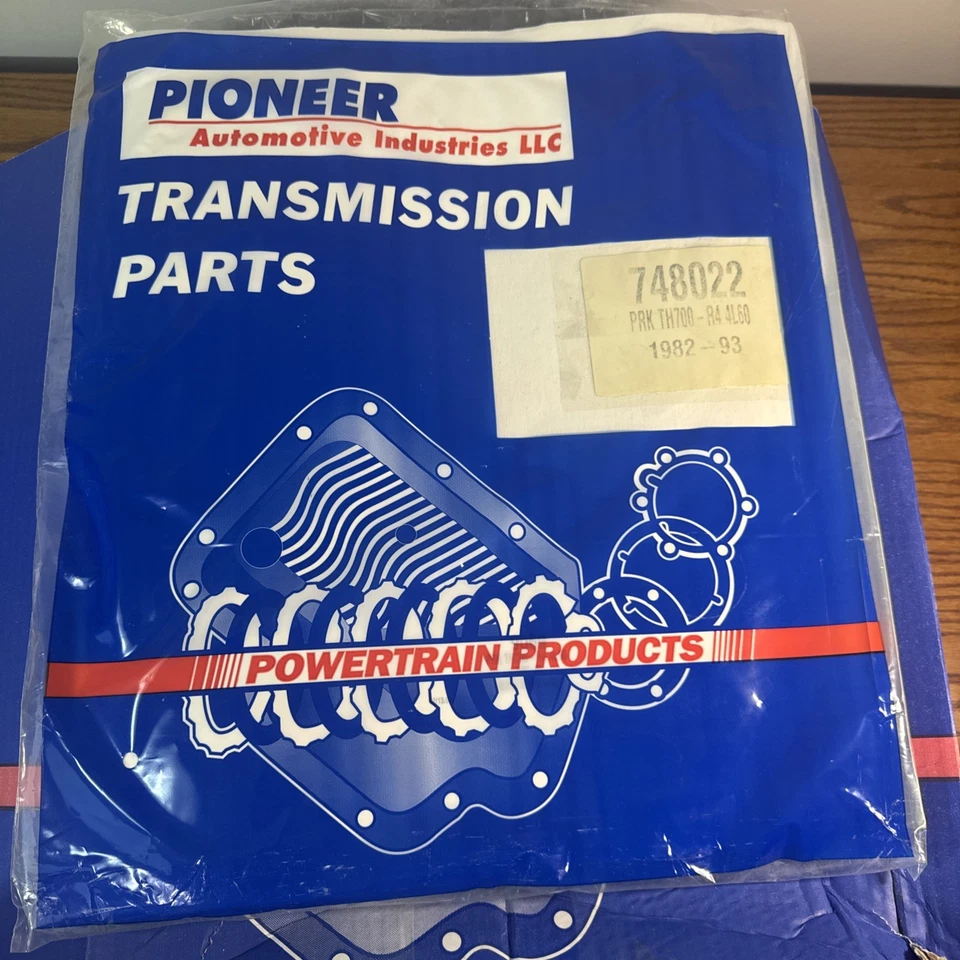 PIONEER
Automotive Industries LLC
TRANSMISSION
PARTS
748022
PRK TH700-R4 4L60
1982-93
POWERTRAIN PRODUCTS